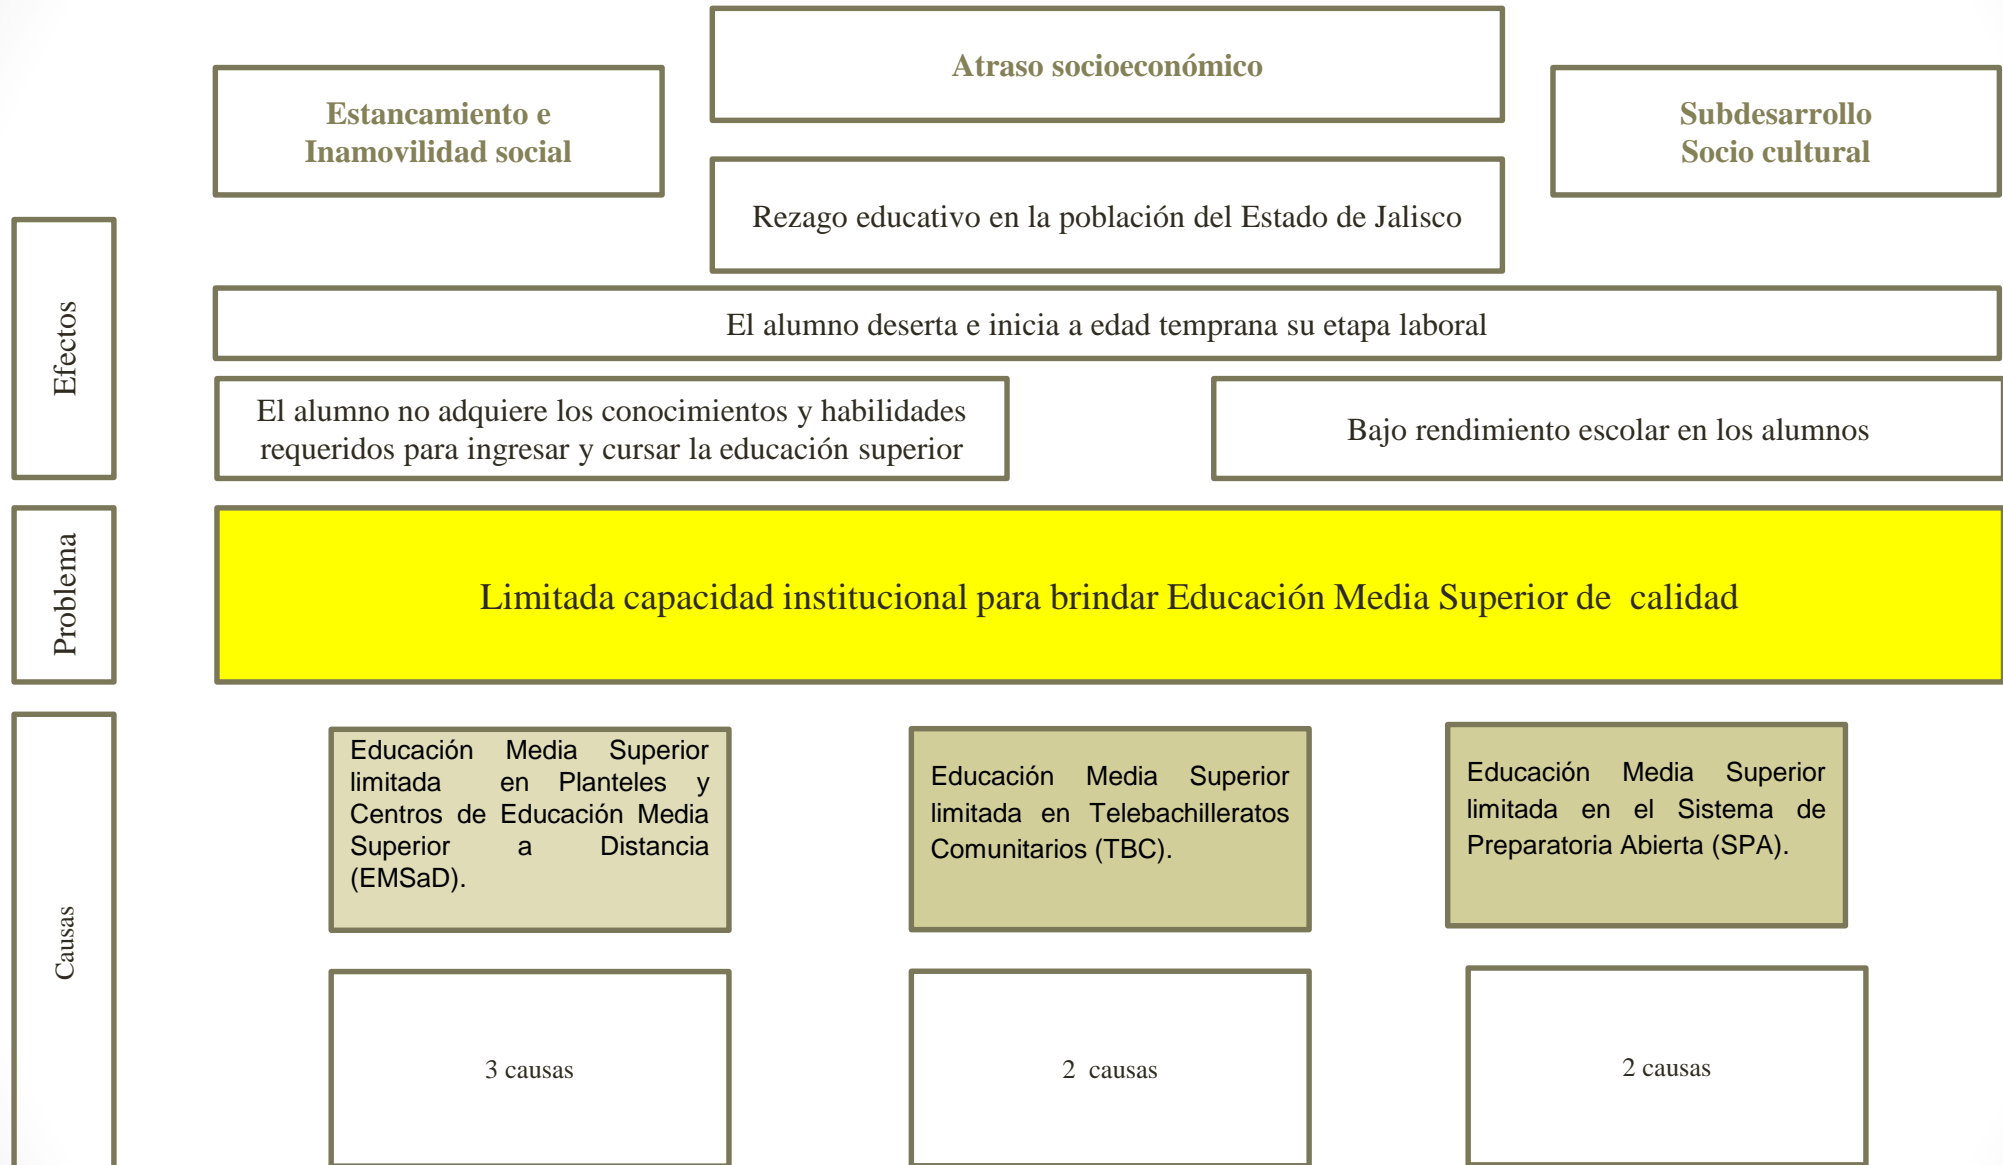 Atraso socioeconómico
Estancamiento e
Inamovilidad social
Subdesarrollo
Socio cultural
Rezago educativo en la población del Estado de Jalisco
Efectos
El alumno deserta e inicia a edad temprana su etapa laboral
El alumno no adquiere los conocimientos y habilidades
requeridos para ingresar y cursar la educación superior
Bajo rendimiento escolar en los alumnos
Problema
Limitada capacidad institucional para brindar Educación Media Superior de calidad
Causas
Educación Media Superior
limitada en Planteles y
Centros de Educación Media
Superior a Distancia
(EMSaD).
Educación Media Superior
limitada en Telebachilleratos
Comunitarios (TBC).
Educación Media Superior
limitada en el Sistema de
Preparatoria Abierta (SPA).
3 causas
2 causas
2 causas